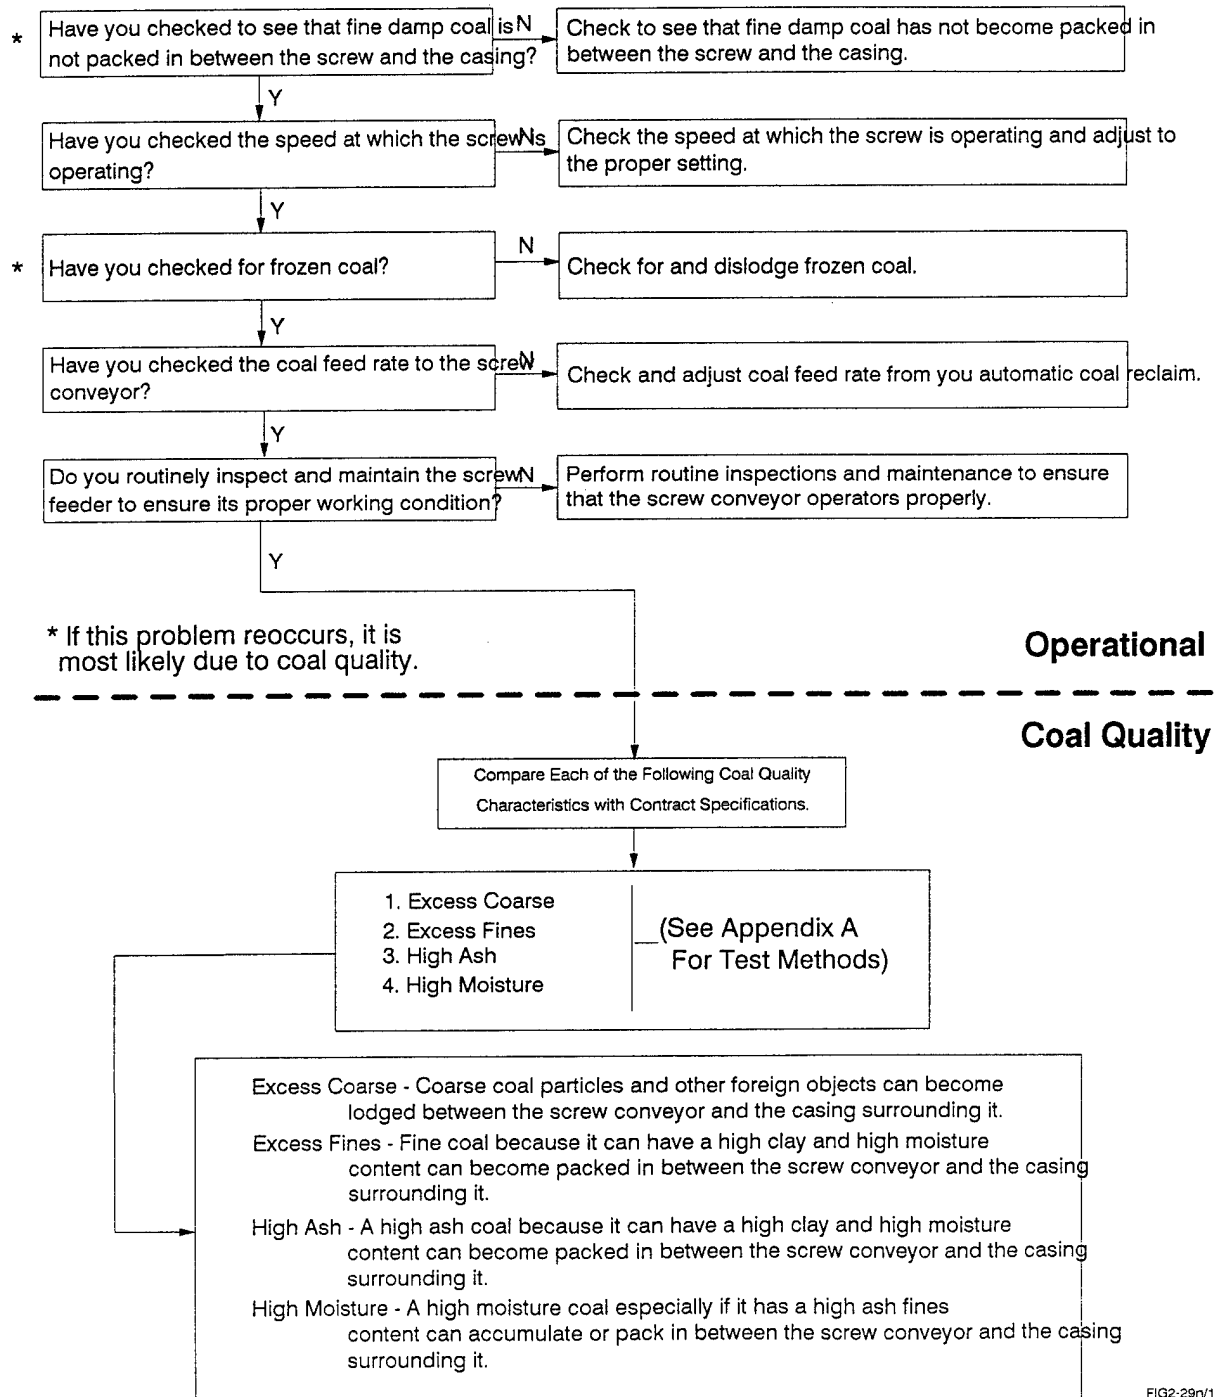 * Have you checked to see that fine damp coal is
not packed in between the screw and the casing?
N
Check to see that fine damp coal has not become packed in
between the screw and the casing.
Y
Have you checked the speed at which the screw is
operating?
N
Check the speed at which the screw is operating and adjust to
the proper setting.
Y
* Have you checked for frozen coal?
N
Check for and dislodge frozen coal.
Y
Have you checked the coal feed rate to the screw
conveyor?
N
Check and adjust coal feed rate from you automatic coal reclaim.
Y
Do you routinely inspect and maintain the screw
feeder to ensure its proper working condition?
N
Perform routine inspections and maintenance to ensure
that the screw conveyor operators properly.
Y
* If this problem reoccurs, it is
most likely due to coal quality.
Operational
Coal Quality
Compare Each of the Following Coal Quality
Characteristics with Contract Specifications.
1. Excess Coarse
2. Excess Fines
3. High Ash
4. High Moisture
(See Appendix A
For Test Methods)
Excess Coarse - Coarse coal particles and other foreign objects can become
lodged between the screw conveyor and the casing surrounding it.
Excess Fines - Fine coal because it can have a high clay and high moisture
content can become packed in between the screw conveyor and the casing
surrounding it.
High Ash - A high ash coal because it can have a high clay and high moisture
content can become packed in between the screw conveyor and the casing
surrounding it.
High Moisture - A high moisture coal especially if it has a high ash fines
content can accumulate or pack in between the screw conveyor and the casing
surrounding it.
FIG2-29n/1